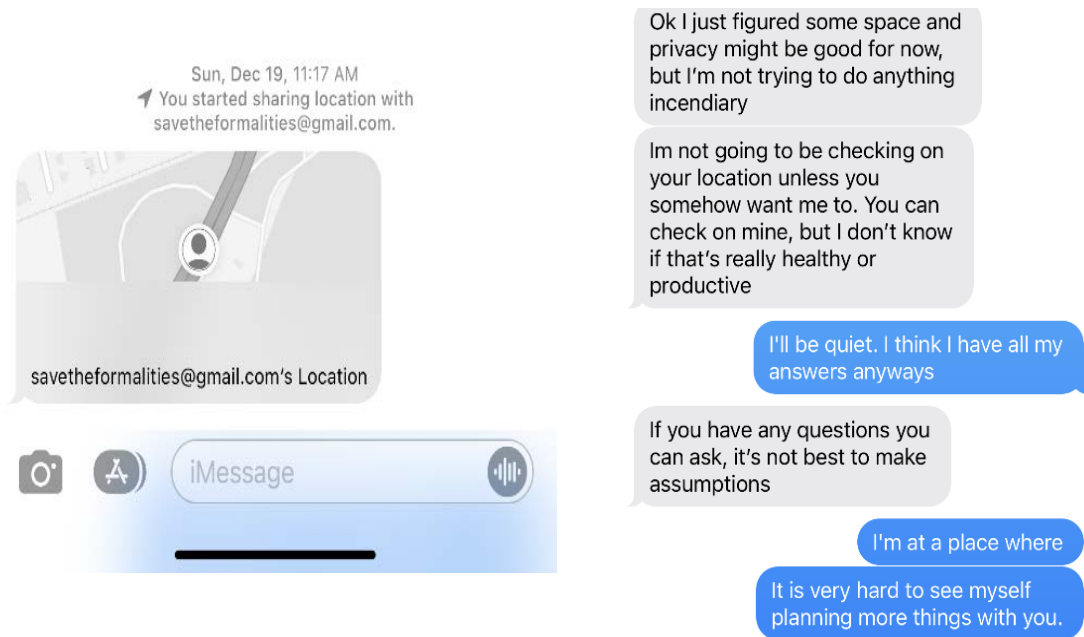 Sun, Dec 19, 11:17 AM
You started sharing location with
savetheformalities@gmail.com.
savetheformalities@gmail.com's Location
iMessage
Ok I just figured some space and
privacy might be good for now,
but I'm not trying to do anything
incendiary
Im not going to be checking on
your location unless you
somehow want me to. You can
check on mine, but I don't know
if that's really healthy or
productive
I'll be quiet. I think I have all my
answers anyways
If you have any questions you
can ask, it's not best to make
assumptions
I'm at a place where
It is very hard to see myself
planning more things with you.